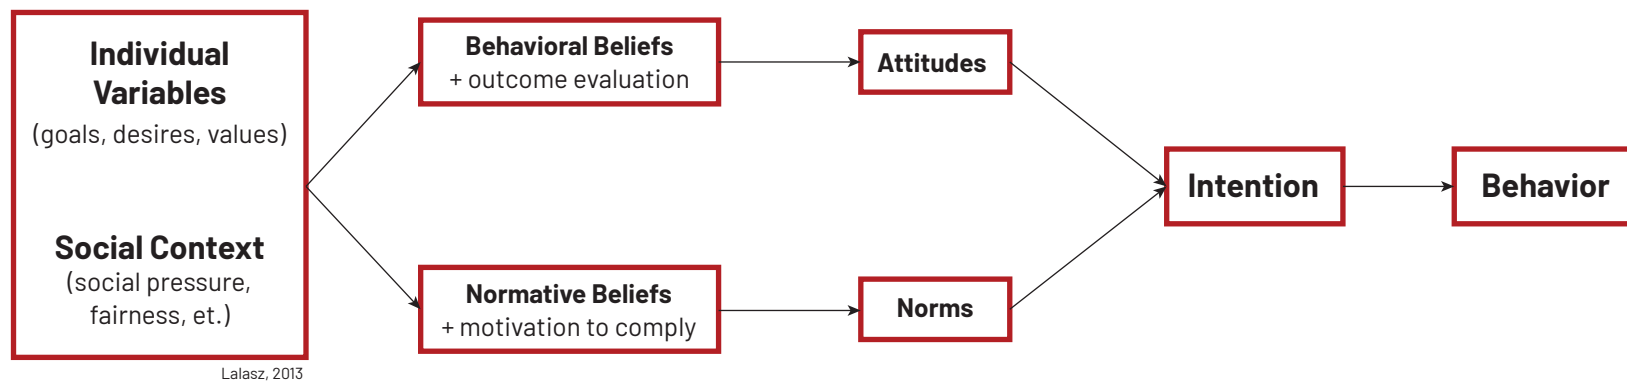 Individual
Variables
(goals, desires, values)
Social Context
(social pressure,
fairness, et.)
Lalasz, 2013
Behavioral Beliefs
+ outcome evaluation
Normative Beliefs
+ motivation to comply
Attitudes
Norms
Intention
Behavior